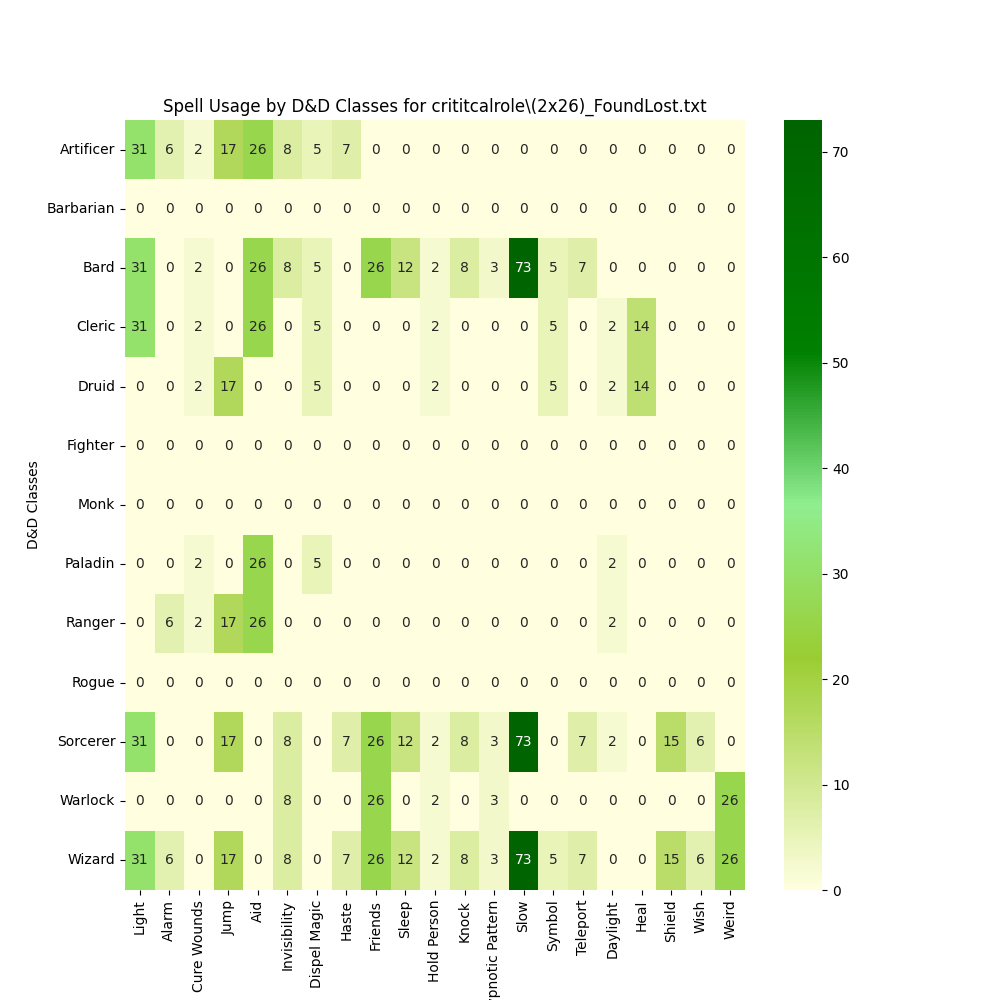 Spell Usage by D&D Classes for crititcalrole\(2x26)_FoundLost.txt
D&D Classes
Artificer 31 6 2 17 26 8 5 7 0 0 0 0 0 0 0 0 0 0 0 0 0
Barbarian 0 0 0 0 0 0 0 0 0 0 0 0 0 0 0 0 0 0 0 0 0
Bard 31 0 2 0 26 8 5 0 26 12 2 8 3 73 5 7 0 0 0 0 0
Cleric 31 0 2 0 26 0 5 0 0 0 2 0 0 0 5 0 2 14 0 0 0
Druid 0 0 2 17 0 0 5 0 0 0 2 0 0 0 5 0 2 14 0 0 0
Fighter 0 0 0 0 0 0 0 0 0 0 0 0 0 0 0 0 0 0 0 0 0
Monk 0 0 0 0 0 0 0 0 0 0 0 0 0 0 0 0 0 0 0 0 0
Paladin 0 0 2 0 26 0 5 0 0 0 0 0 0 0 0 0 2 0 0 0 0
Ranger 0 6 2 17 26 0 0 0 0 0 0 0 0 0 0 0 2 0 0 0 0
Rogue 0 0 0 0 0 0 0 0 0 0 0 0 0 0 0 0 0 0 0 0 0
Sorcerer 31 0 0 17 0 8 0 7 26 12 2 8 3 73 0 7 2 0 15 6 0
Warlock 0 0 0 0 0 8 0 0 26 0 2 0 3 0 0 0 0 0 0 0 26
Wizard 31 6 0 17 0 8 0 7 26 12 2 8 3 73 5 7 0 0 15 6 26
Light
Alarm
Cure Wounds
Jump
Aid
Invisibility
Dispel Magic
Haste
Friends
Sleep
Hold Person
Knock
ypnotic Pattern
Slow
Symbol
Teleport
Daylight
Heal
Shield
Wish
Weird
70
60
50
40
30
20
10
0